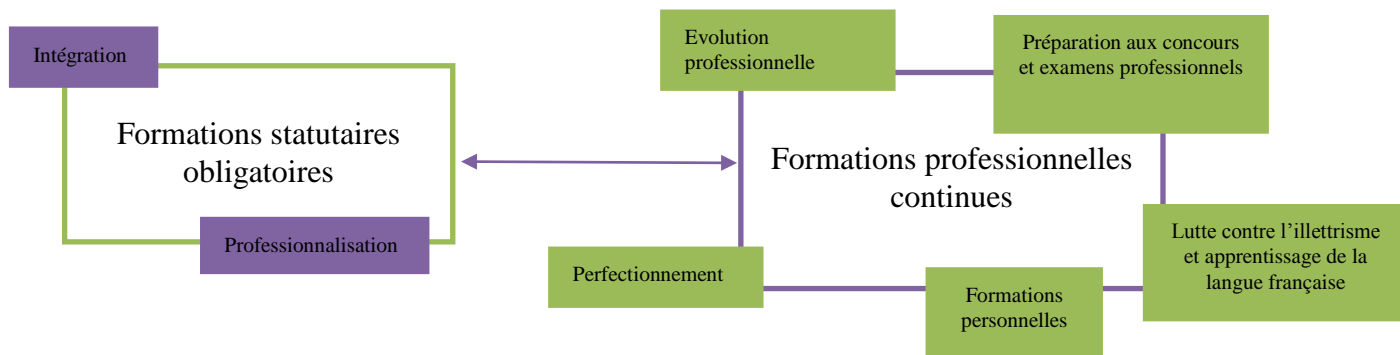 Intégration
Formations statutaires
obligatoires
Professionnalisation
Evolution
professionnelle
Préparation aux concours
et examens professionnels
Formations professionnelles
continues
Perfectionnement
Formations
personnelles
Lutte contre l’illettrisme
et apprentissage de la
langue française